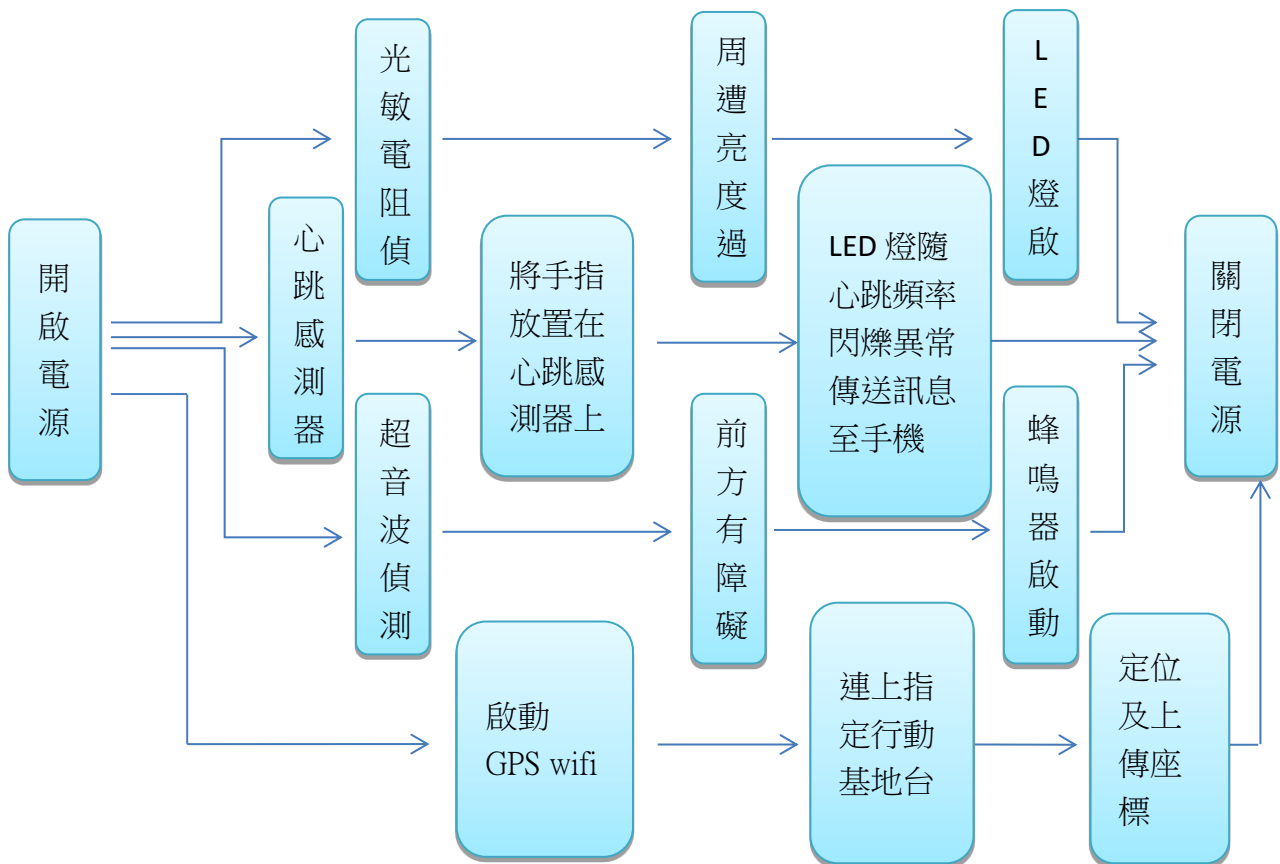 開啟電源
光敏電阻偵
周遭亮度過
LED燈啟
心跳感測器
將手指
放置在
心跳感
測器上
LED 燈隨
心跳頻率
閃爍異常
傳送訊息
至手機
超音波偵測
前方有障礙
蜂鳴器啟動
啟動
GPS wifi
連上指
定行動
基地台
定位
及上
傳座
標
關閉電源